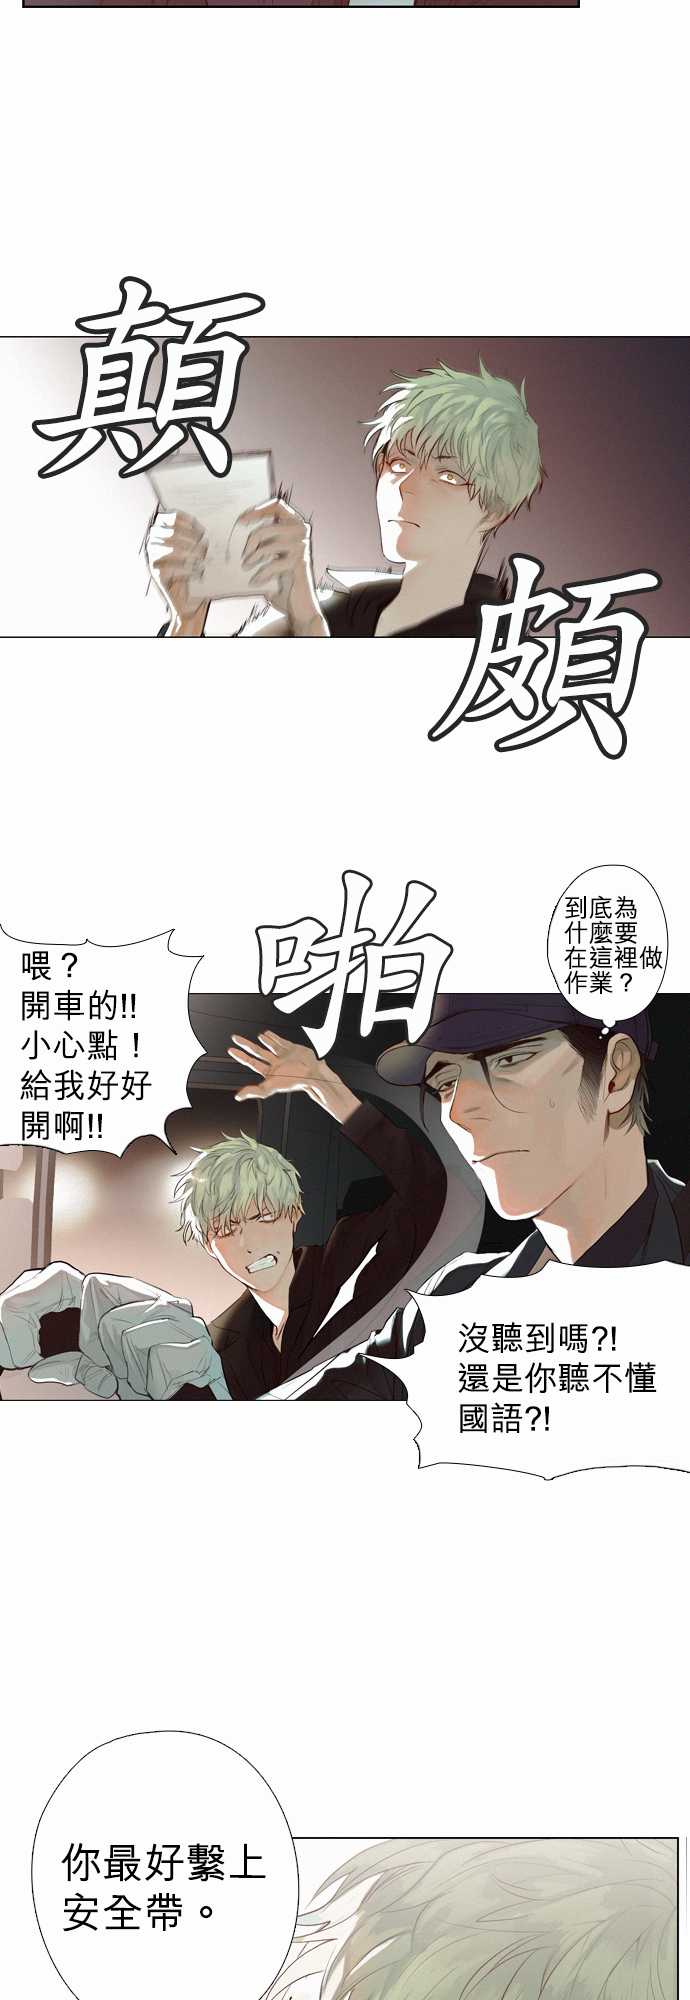 顛
頗
啪
喂？
開車的!!
小心點！
給我好好
開啊!!
到底為
什麼要
在這裡做
作業？
沒聽到嗎?!
還是你聽不懂
國語?!
你最好繫上
安全帶。